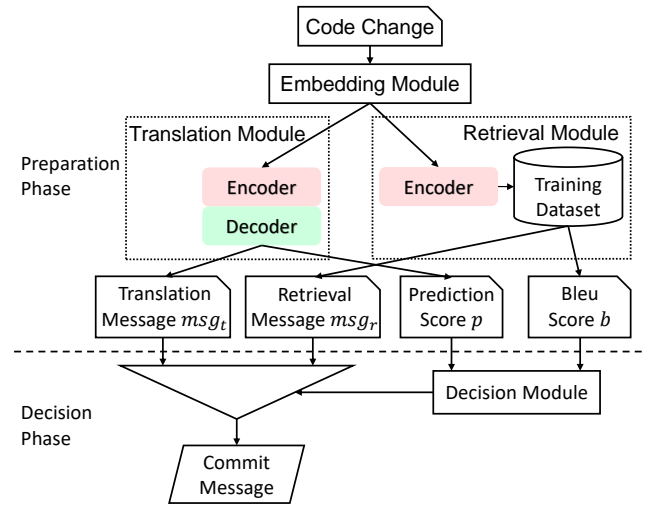 Code Change
Embedding Module
Translation Module
Retrieval Module
Preparation
Phase
Encoder
Decoder
Encoder
Training
Dataset
Translation
Message msg_t
Retrieval
Message msg_r
Prediction
Score p
Bleu
Score b
Decision
Phase
Decision Module
Commit
Message